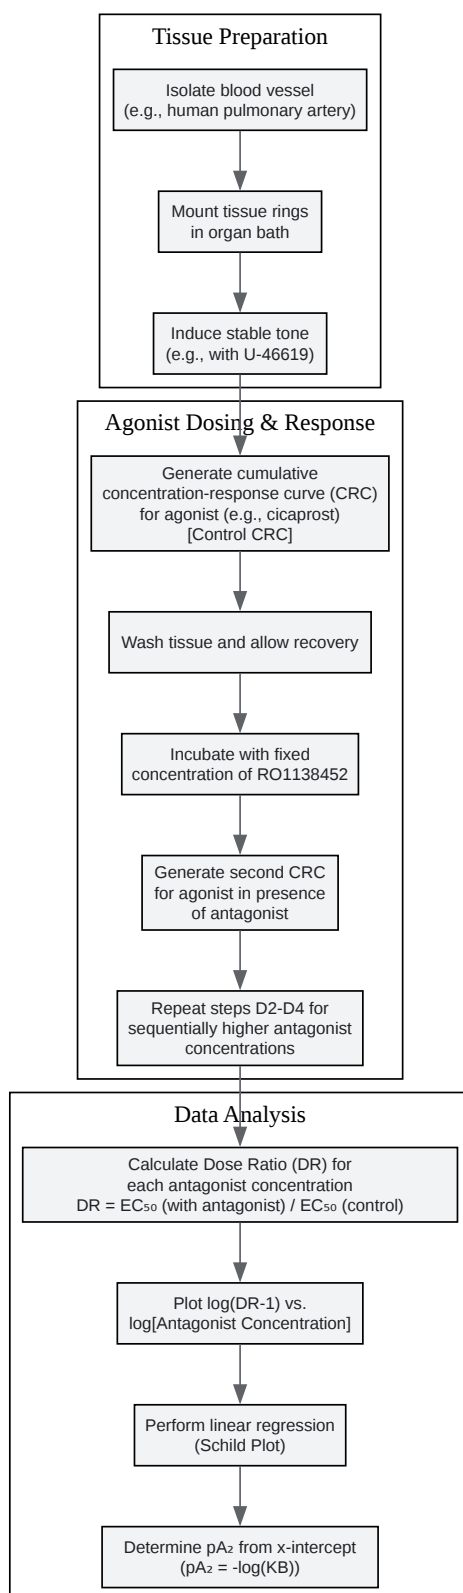 Tissue Preparation
Isolate blood vessel
(e.g., human pulmonary artery)
Mount tissue rings
in organ bath
Induce stable tone
(e.g., with U-46619)
Agonist Dosing & Response
Generate cumulative
concentration-response curve (CRC)
for agonist (e.g., cicaprost)
[Control CRC]
Wash tissue and allow recovery
Incubate with fixed
concentration of RO1138452
Generate second CRC
for agonist in presence
of antagonist
Repeat steps D2-D4 for
sequentially higher antagonist
concentrations
Data Analysis
Calculate Dose Ratio (DR) for
each antagonist concentration
DR = EC₅₀ (with antagonist) / EC₅₀ (control)
Plot log(DR-1) vs.
log[Antagonist Concentration]
Perform linear regression
(Schild Plot)
Determine pA₂ from x-intercept
(pA₂ = -log(KB))